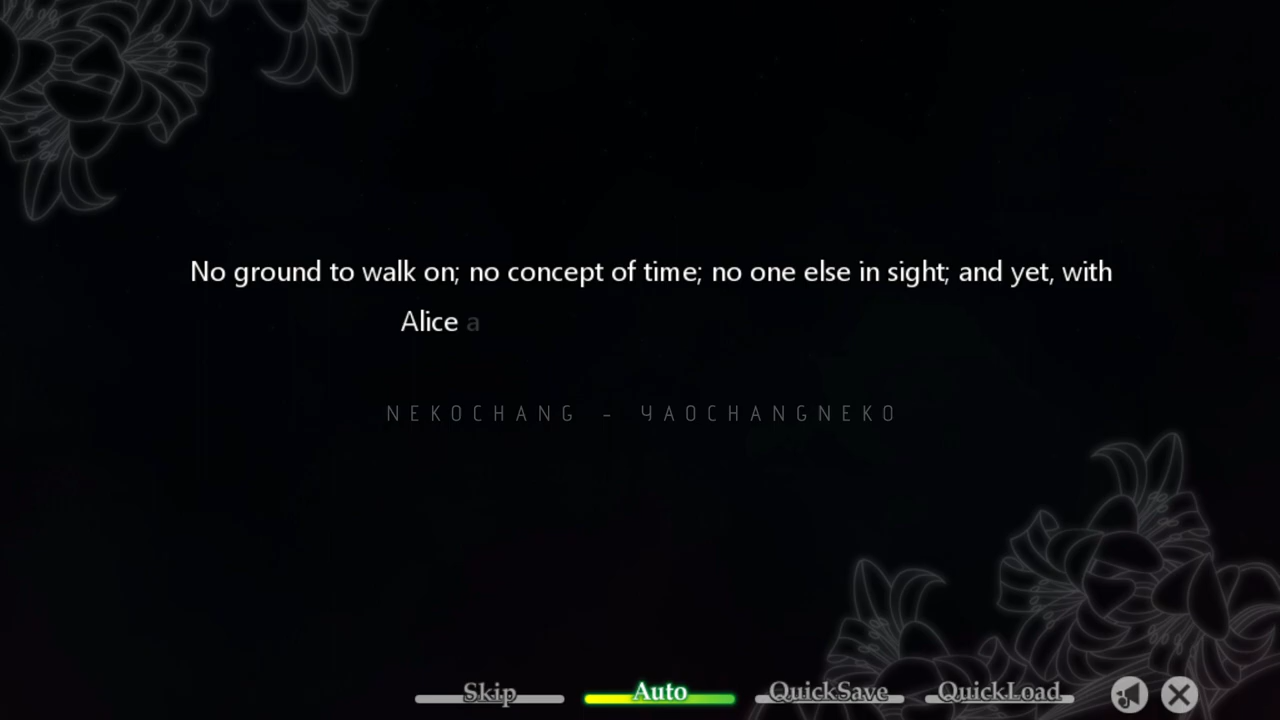 No ground to walk on; no concept of time; no one else in sight; and yet, with
Alice a
NEKOCHANG - YAOCHANGNEKO
Skip
Auto
QuickSave
QuickLoad